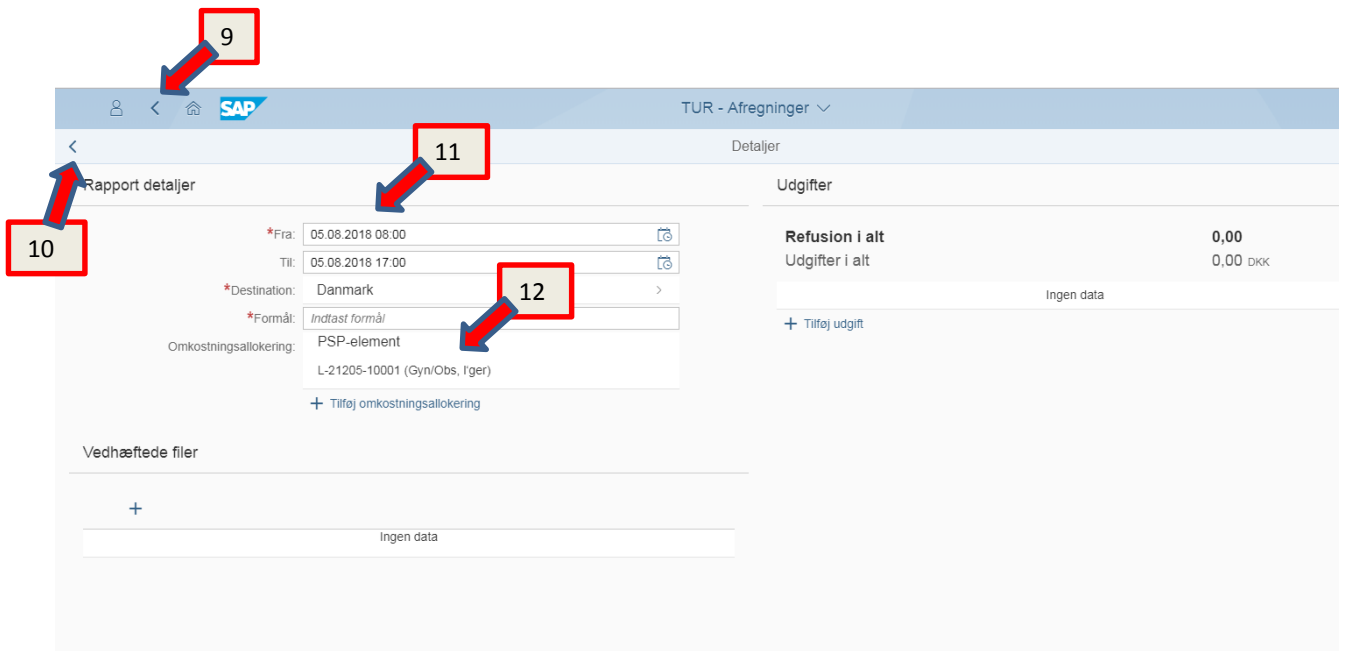 9
SAP
TUR - Afregninger
11
Detaljer
10
Rapport detaljer
*Fra: 05.08.2018 08:00
Til: 05.08.2018 17:00
*Destination: Danmark
12
*Formål: Indtast formål
Omkostningsallokering: PSP-element
L-21205-10001 (Gyn/Obs, l'ger)
+ Tilføj omkostningsallokering
Vedhæftede filer
+
Ingen data
Udgifter
Refusion i alt 0,00
Udgifter i alt 0,00 DKK
Ingen data
+ Tilføj udgift